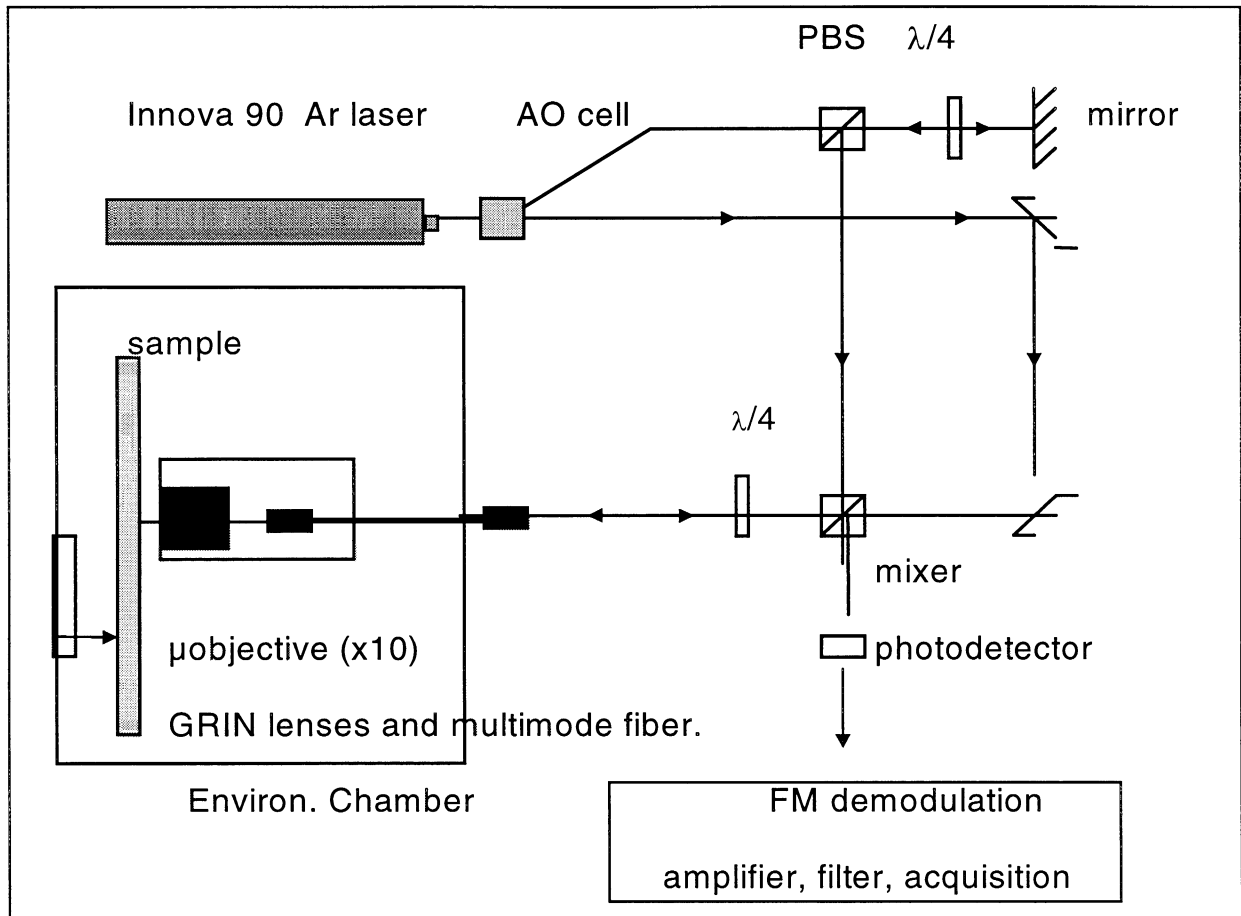 PBS λ/4
Innova 90 Ar laser
AO cell
mirror
sample
λ/4
mixer
µobjective (x10)
photodetector
GRIN lenses and multimode fiber.
Environ. Chamber
FM demodulation
amplifier, filter, acquisition